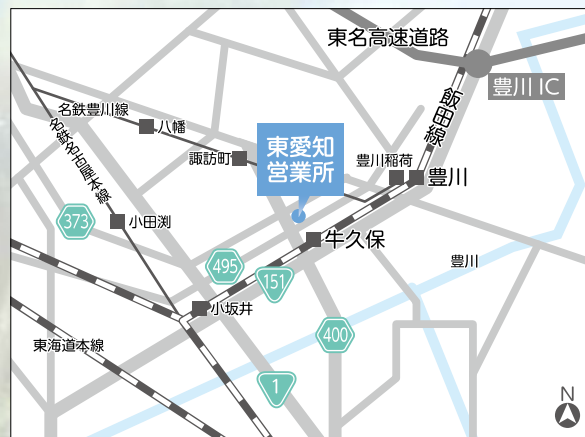 東名高速道路
豊川IC
飯田線
名鉄豊川線
八幡
名鉄名古屋本線
諏訪町
東愛知
営業所
豊川稲荷
豊川
373
小田渕
牛久保
495
151
豊川
小坂井
400
東海道本線
1
N